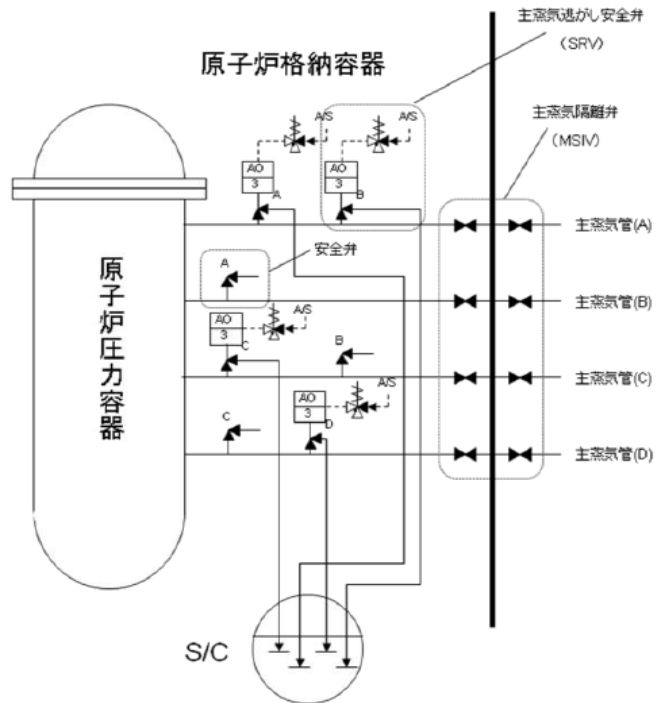 主蒸気逃がし安全弁
（SRV）
原子炉格納容器
主蒸気隔離弁
（MSIV）
A/S
A/S
AO
3
A
AO
3
B
主蒸気管(A)
安全弁
A
主蒸気管(B)
原子炉圧力容器
A/S
AO
3
C
B
主蒸気管(C)
A/S
AO
3
D
C
主蒸気管(D)
S/C